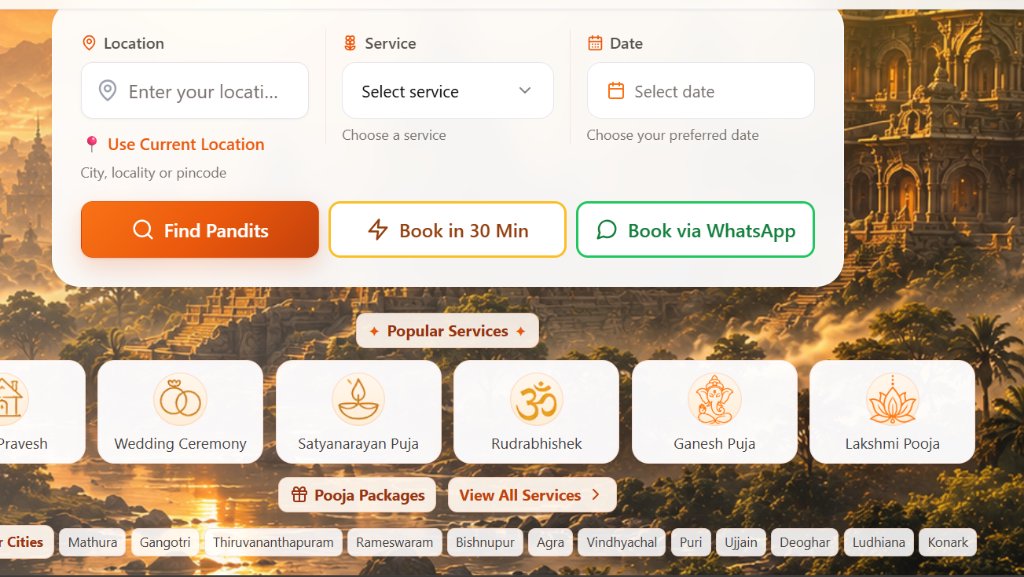 Location
Service
Date
Enter your locati...
Select service
Select date
Use Current Location
Choose a service
Choose your preferred date
City, locality or pincode
Find Pandits
Book in 30 Min
Book via WhatsApp
Popular Services
Pravesh
Wedding Ceremony
Satyanarayan Puja
Rudrabhishek
ॐ
Ganesh Puja
Lakshmi Pooja
Pooja Packages
View All Services
r Cities
Mathura
Gangotri
Thiruvananthapuram
Rameswaram
Bishnupur
Agra
Vindhyachal
Puri
Ujjain
Deoghar
Ludhiana
Konark